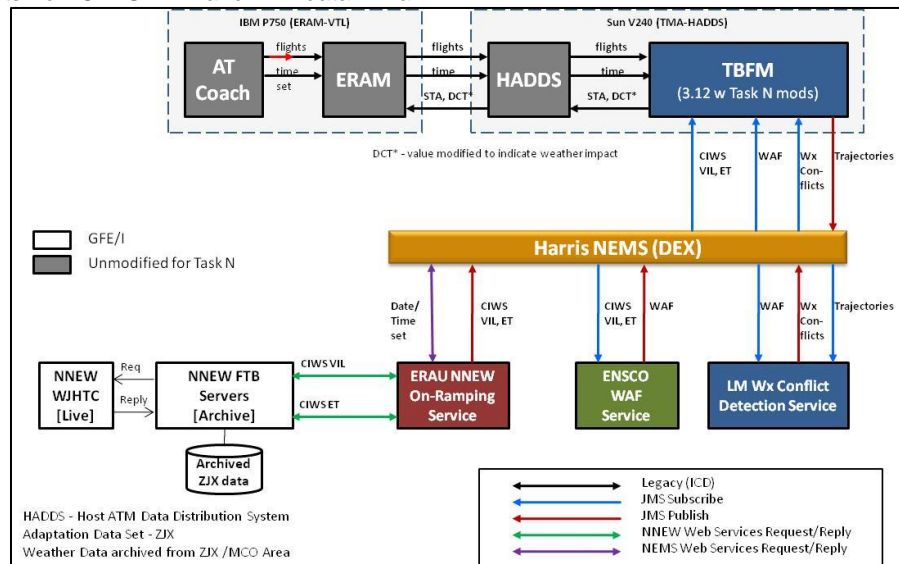 IBM P750 (ERAM-VTL)
Sun V240 (TMA-HADDS)
AT
Coach
flights
time
set
ERAM
flights
time
STA, DCT*
HADDS
flights
time
STA, DCT*
TBFM
(3.12 w Task N mods)
DCT* - value modified to indicate weather impact
CIWS
VIL, ET
WAF
Wx
Con-
flicts
Trajectories
GFE/I
Unmodified for Task N
Harris NEMS (DEX)
Date/
Time
set
CIWS
VIL, ET
CIWS
VIL, ET
WAF
WAF
Wx
Con-
flicts
Trajectories
NNEW
WJHTC
[Live]
Req
Reply
NNEW FTB
Servers
[Archive]
CIWS VIL
CIWS ET
ERAU NNEW
On-Ramping
Service
ENSCO
WAF
Service
LM Wx Conflict
Detection Service
Archived
ZJX data
HADDS - Host ATM Data Distribution System
Adaptation Data Set - ZJX
Weather Data archived from ZJX /MCO Area
Legacy (ICD)
JMS Subscribe
JMS Publish
NNEW Web Services Request/Reply
NEMS Web Services Request/Reply